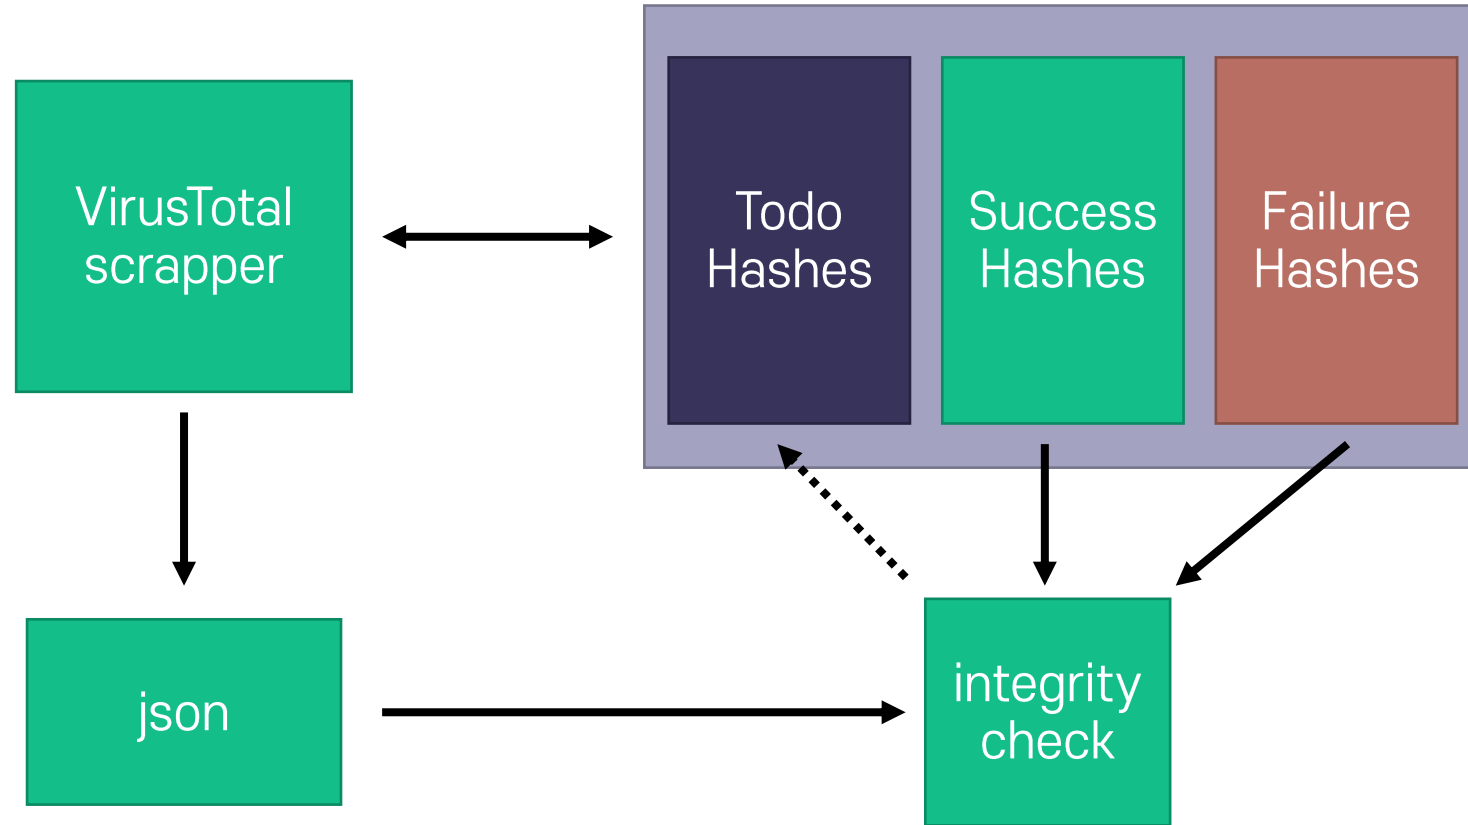 VirusTotal
scrapper
Todo
Hashes
Success
Hashes
Failure
Hashes
json
integrity
check